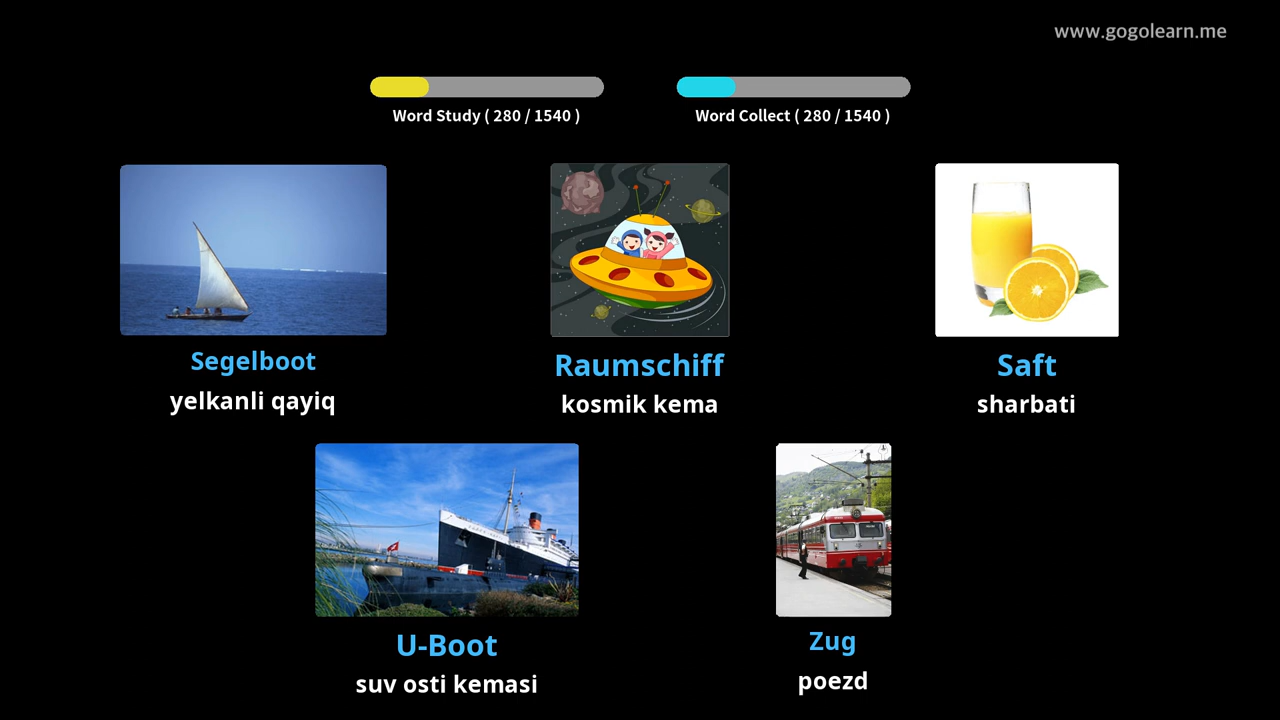 www.gogolearn.me
Word Study ( 280 / 1540 )
Word Collect ( 280 / 1540 )
Segelboot
yelkanli qayiq
Raumschiff
kosmik kema
Saft
sharbati
U-Boot
suv osti kemasi
Zug
poezd